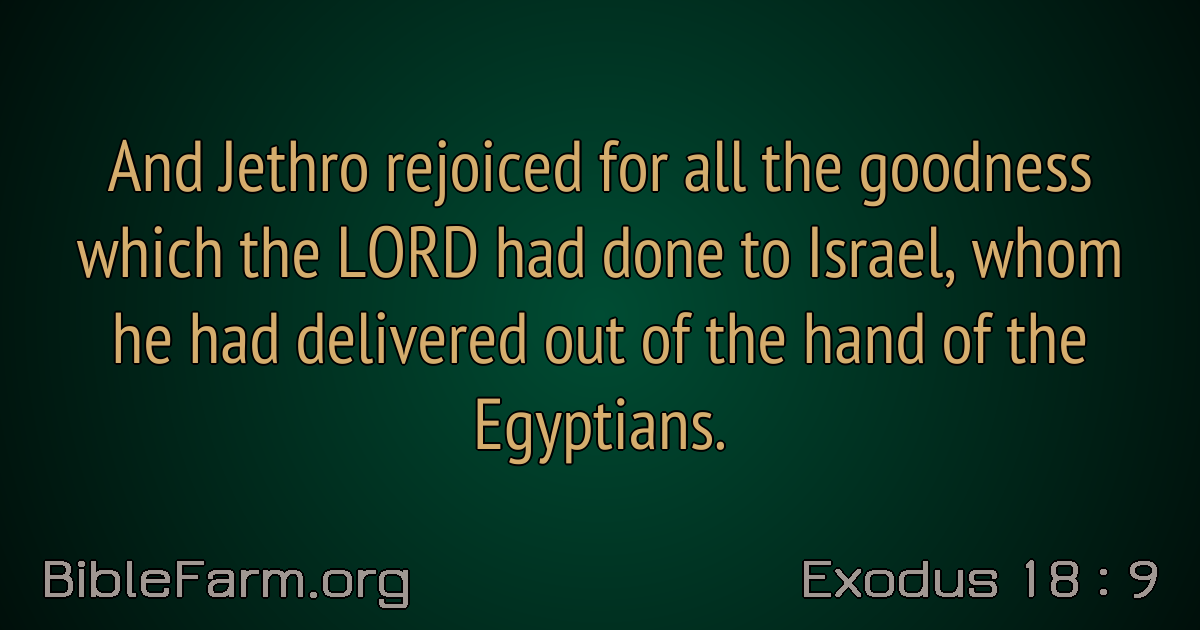 And Jethro rejoiced for all the goodness
which the LORD had done to Israel, whom
he had delivered out of the hand of the
Egyptians.
BibleFarm.org
Exodus 18 : 9